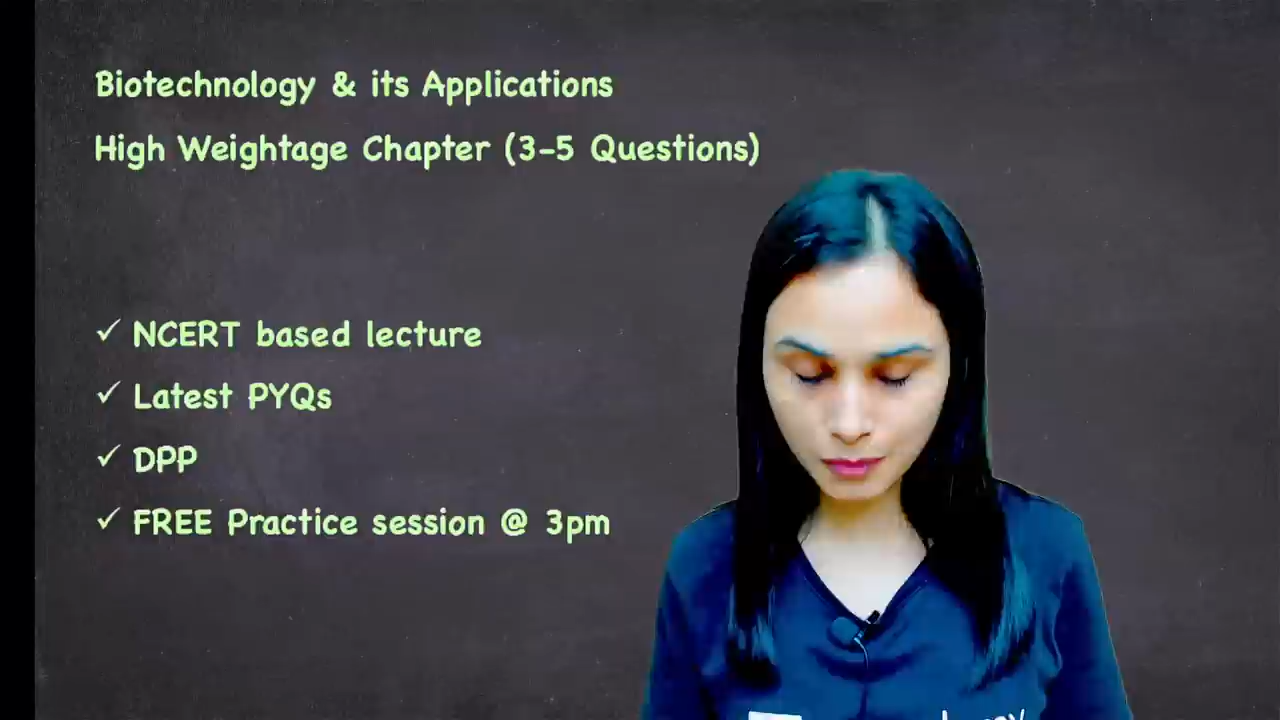 Biotechnology & its Applications
High Weightage Chapter (3-5 Questions)
✓ NCERT based lecture
✓ Latest PYQs
✓ DPP
✓ FREE Practice session @ 3pm